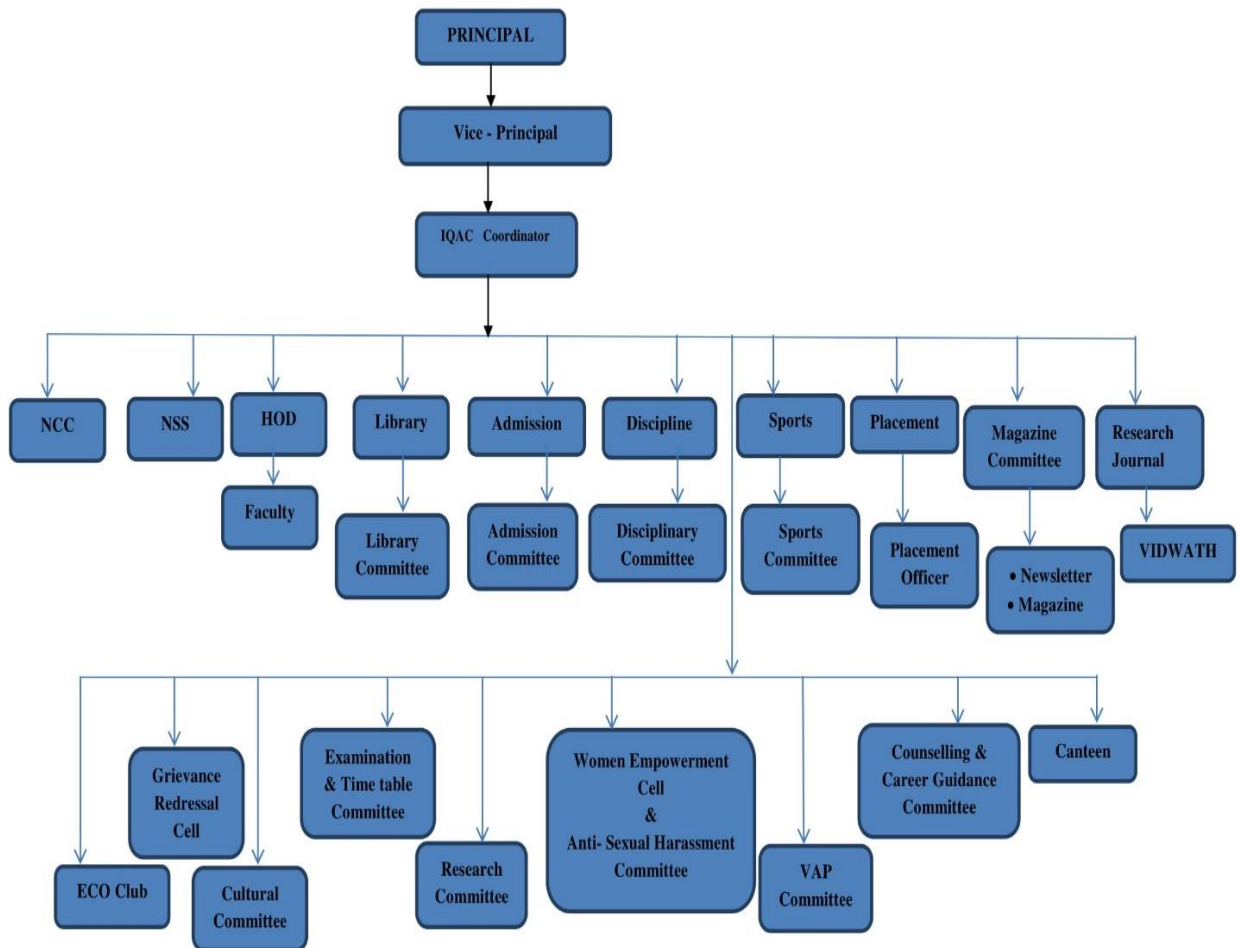 PRINCIPAL
Vice - Principal
IQAC Coordinator
NCC
NSS
HOD
Library
Admission
Discipline
Sports
Placement
Magazine
Committee
Research
Journal
Faculty
Library
Committee
Admission
Committee
Disciplinary
Committee
Sports
Committee
Placement
Officer
• Newsletter
• Magazine
VIDWATH
ECO Club
Grievance
Redressal
Cell
Cultural
Committee
Examination
& Time table
Committee
Research
Committee
Women Empowerment
Cell
&
Anti- Sexual Harassment
Committee
VAP
Committee
Counselling &
Career Guidance
Committee
Canteen